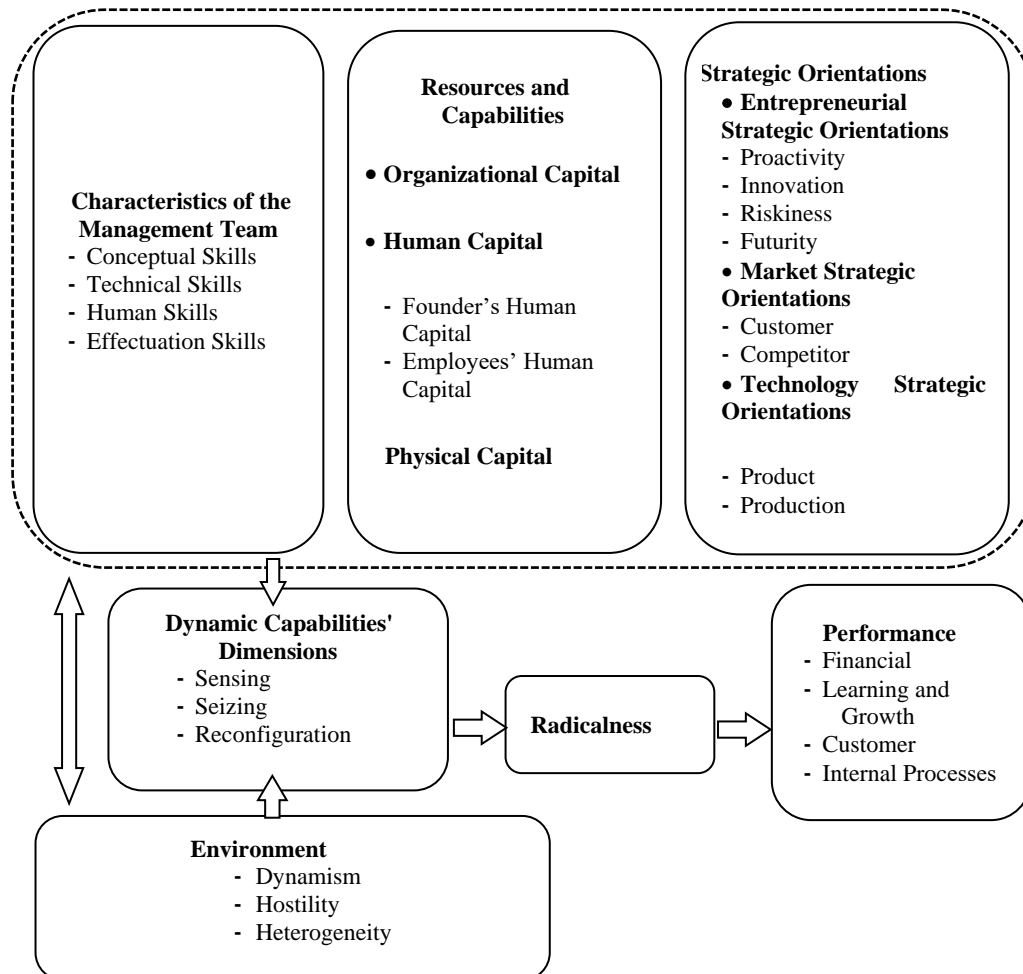 Characteristics of the
Management Team
- Conceptual Skills
- Technical Skills
- Human Skills
- Effectuation Skills
Resources and
Capabilities
• Organizational Capital
• Human Capital
- Founder's Human
Capital
- Employees' Human
Capital
Physical Capital
Strategic Orientations
• Entrepreneurial
Strategic Orientations
- Proactivity
- Innovation
- Riskiness
- Futurity
• Market Strategic
Orientations
- Customer
- Competitor
• Technology Strategic
Orientations
- Product
- Production
Dynamic Capabilities'
Dimensions
- Sensing
- Seizing
- Reconfiguration
Radicalness
Performance
- Financial
- Learning and
Growth
- Customer
- Internal Processes
Environment
- Dynamism
- Hostility
- Heterogeneity